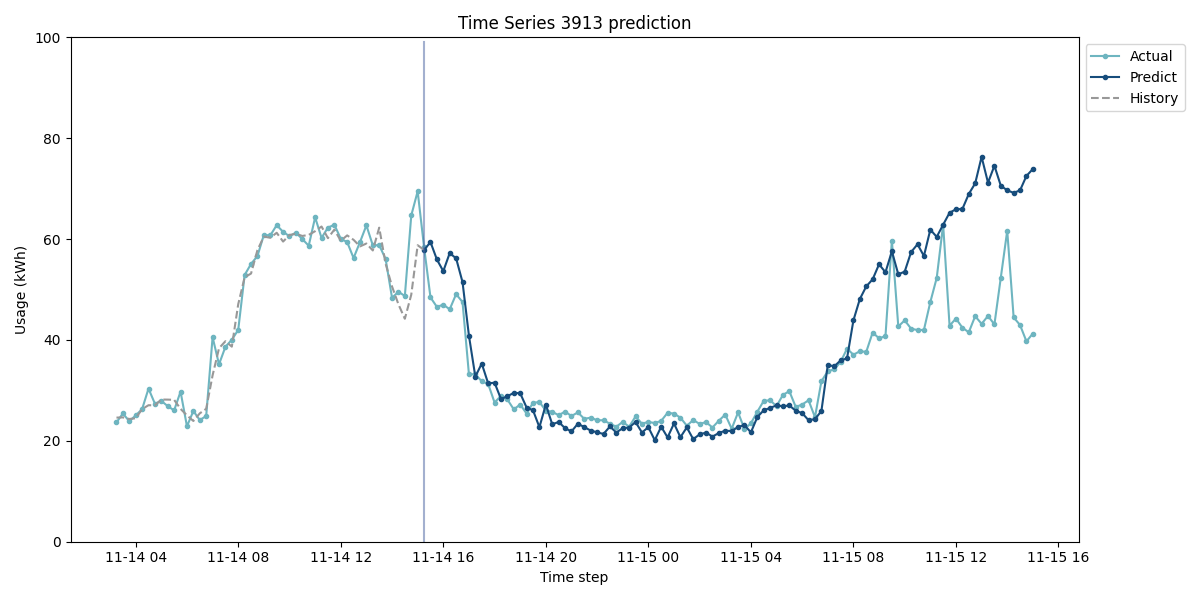 Time Series 3913 prediction
100
80
60
40
20
0
Usage (kWh)
11-14 04
11-14 08
11-14 12
11-14 16
11-14 20
11-15 00
11-15 04
11-15 08
11-15 12
11-15 16
Time step
Actual
Predict
History